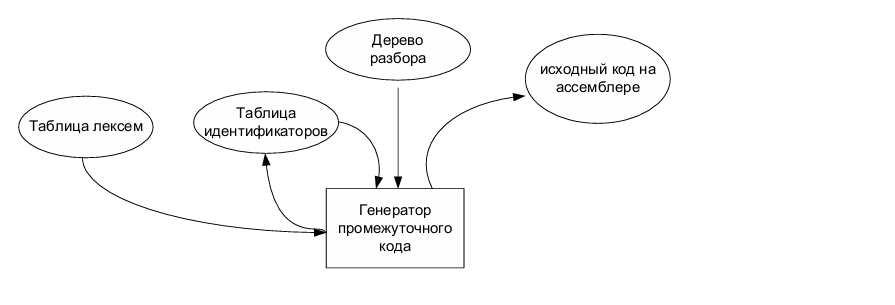 Дерево
разбора
исходный код на
ассемблере
Таблица лексем
Таблица
идентификаторов
Генератор
промежуточного
кода